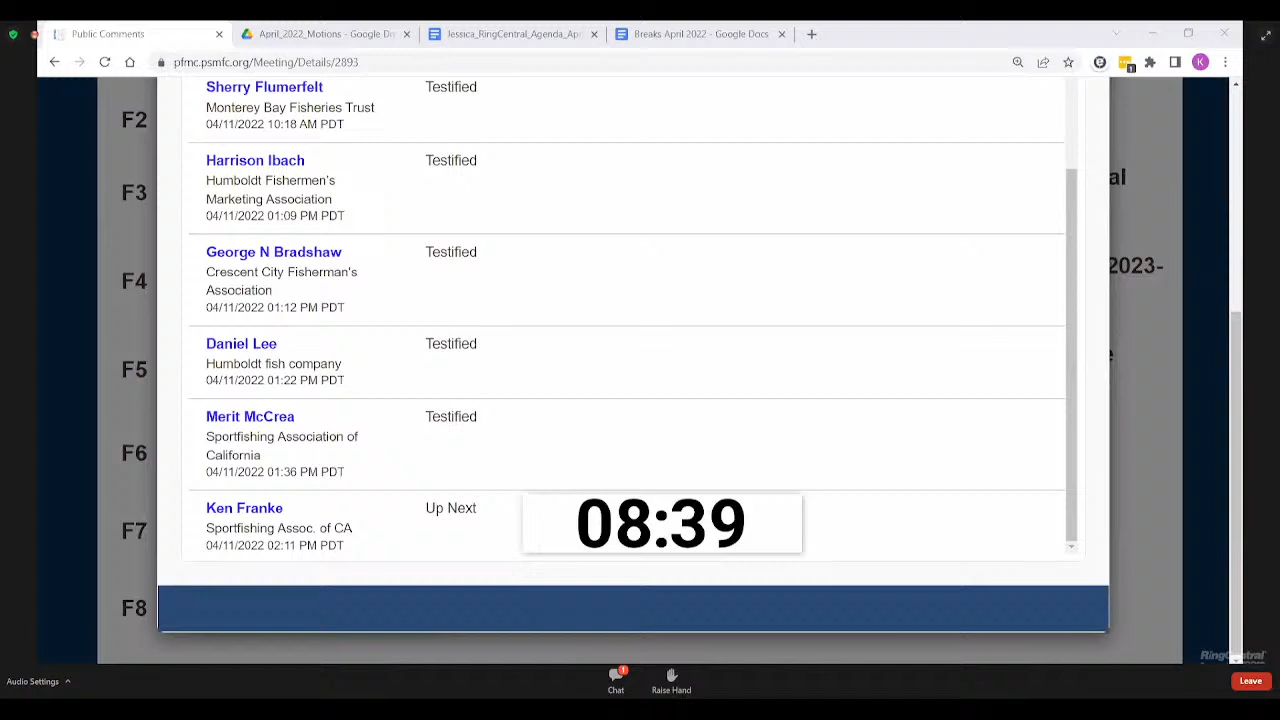 Public Comments
April_2022_Motions - Google Dr
Jessica_RingCentral_Agenda_Apr
Breaks April 2022 - Google Docs
pfmc.psmfc.org/Meeting/Details/2893
K
1
Sherry Flumerfelt
Testified
Monterey Bay Fisheries Trust
04/11/2022 10:18 AM PDT
F2
Harrison Ibach
Testified
Humboldt Fishermen's
Marketing Association
04/11/2022 01:09 PM PDT
F3
al
George N Bradshaw
Testified
Crescent City Fisherman's
Association
04/11/2022 01:12 PM PDT
F4
2023-
Daniel Lee
Testified
Humboldt fish company
04/11/2022 01:22 PM PDT
F5
e
Merit McCrea
Testified
Sportfishing Association of
California
04/11/2022 01:36 PM PDT
F6
Ken Franke
Up Next
Sportfishing Assoc. of CA
04/11/2022 02:11 PM PDT
08:39
F7
F8
RingCentral
Audio Settings
1
Chat
Raise Hand
Leave